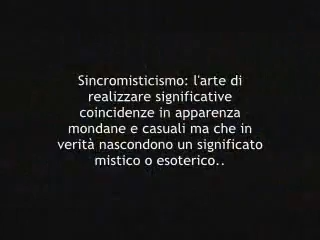 Sincromisticismo: l'arte di
realizzare significative
coincidenze in apparenza
mondane e casuali ma che in
verità nascondono un significato
mistico o esoterico..